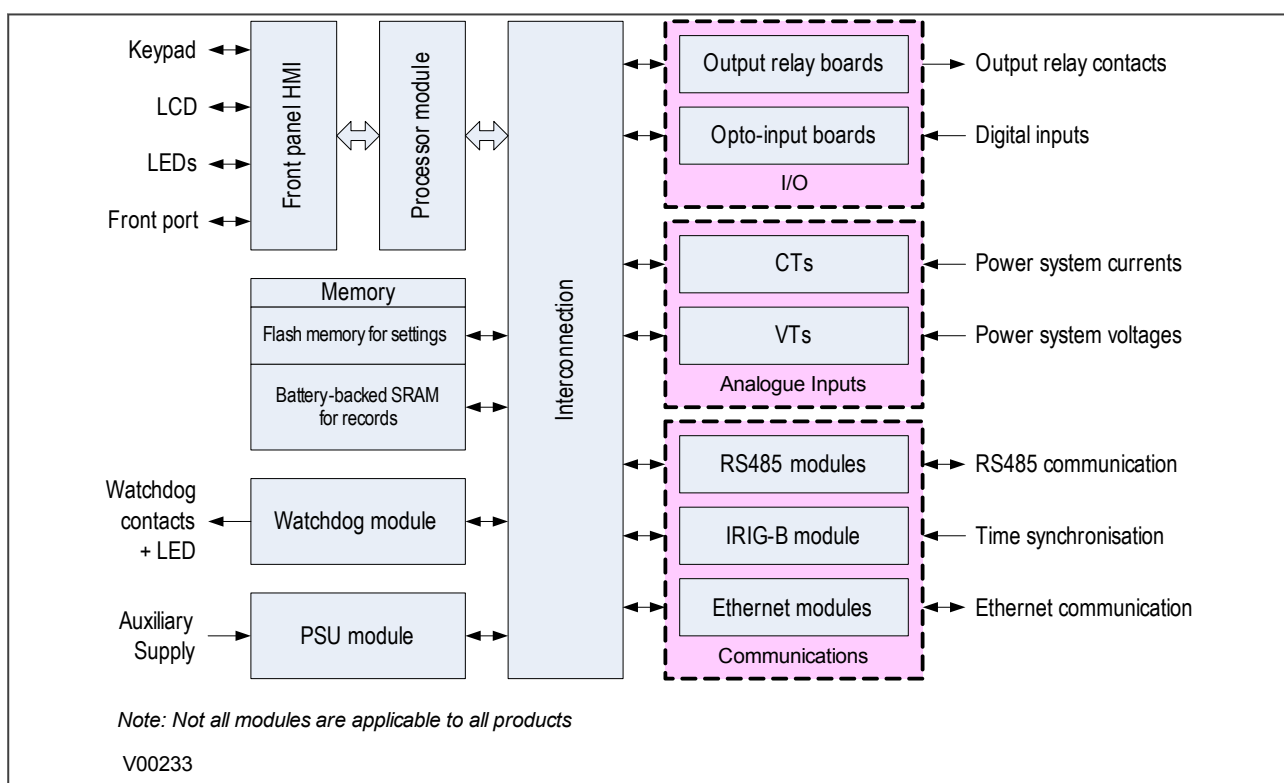 Keypad
LCD
LEDs
Front port
Front panel HMI
Processor module
Memory
Flash memory for settings
Battery-backed SRAM
for records
Watchdog
contacts
+ LED
Watchdog module
Auxiliary
Supply
PSU module
Interconnection
Output relay boards
Output relay contacts
Opto-input boards
Digital inputs
I/O
CTs
Power system currents
VTs
Power system voltages
Analogue Inputs
RS485 modules
RS485 communication
IRIG-B module
Time synchronisation
Ethernet modules
Ethernet communication
Communications
Note: Not all modules are applicable to all products
V00233